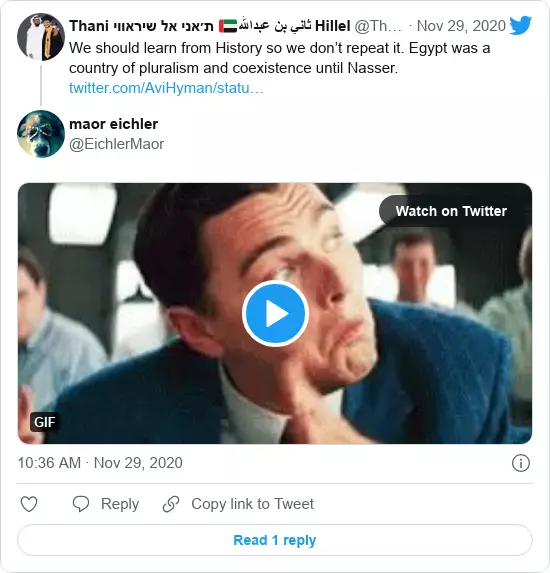 Thani ת׳אני אל שיראווי 🇦🇪ثاني بن عبدالله Hillel @Th… · Nov 29, 2020
We should learn from History so we don’t repeat it. Egypt was a
country of pluralism and coexistence until Nasser.
twitter.com/AviHyman/statu…
maor eichler
@EichlerMaor
Watch on Twitter
GIF
10:36 AM · Nov 29, 2020
Reply
Copy link to Tweet
Read 1 reply